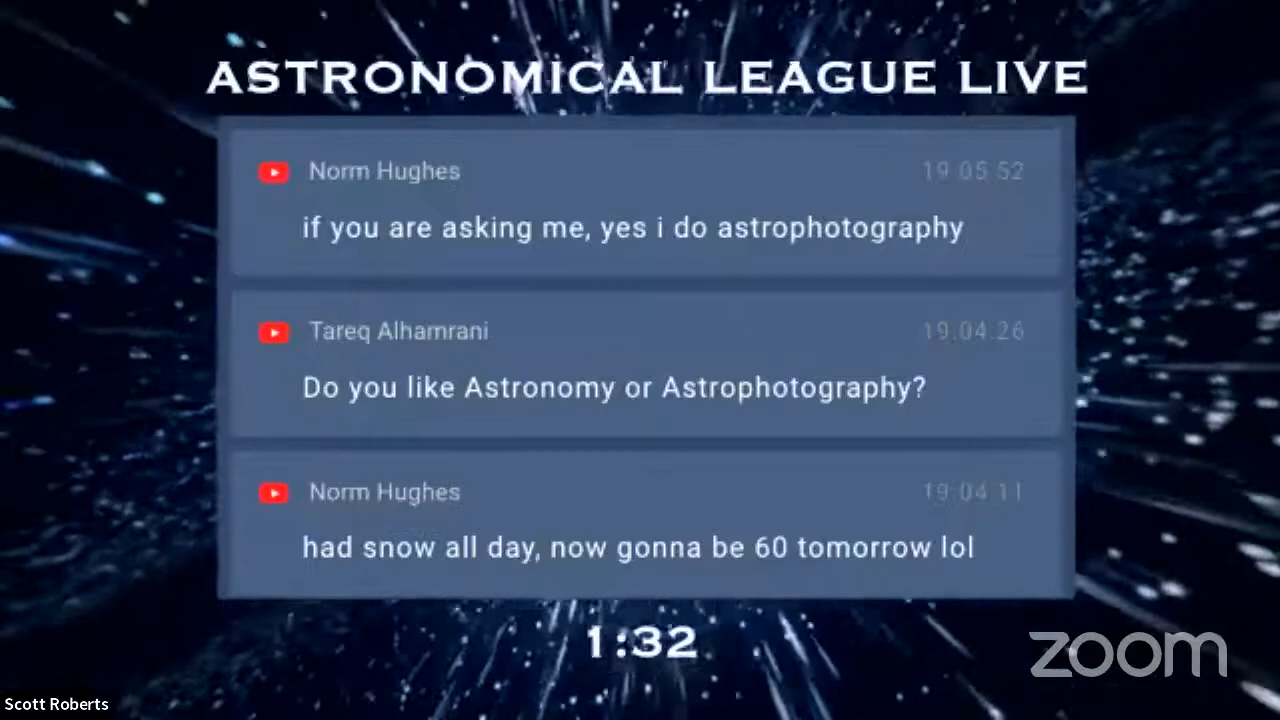 ASTRONOMICAL LEAGUE LIVE
Norm Hughes 19.05.52
if you are asking me, yes i do astrophotography
Tareq Alhamrani 19.04.26
Do you like Astronomy or Astrophotography?
Norm Hughes 19.04.11
had snow all day, now gonna be 60 tomorrow lol
1:32
zoom
Scott Roberts